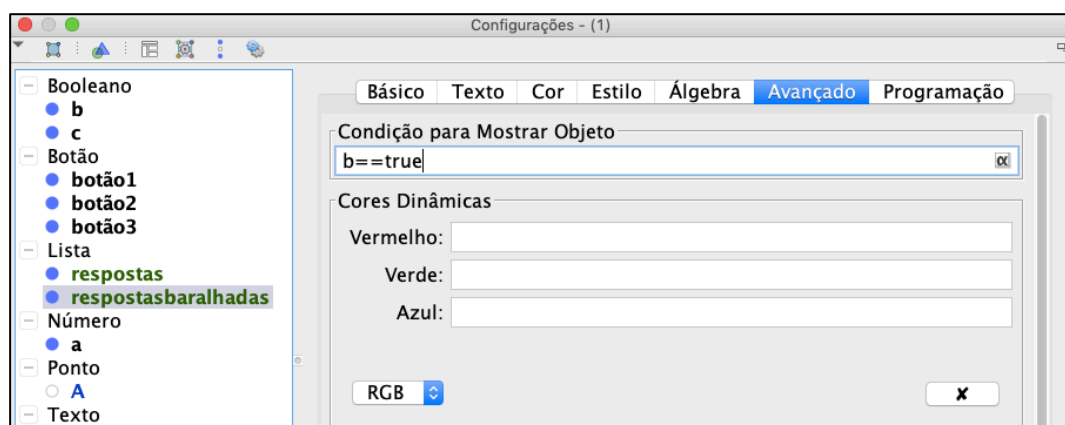 Configurações - (1)
Booleano
b
c
Botão
botão1
botão2
botão3
Lista
respostas
respostasbaralhadas
Número
a
Ponto
A
Texto
Básico Texto Cor Estilo Álgebra Avançado Programação
Condição para Mostrar Objeto
b==true α
Cores Dinâmicas
Vermelho:
Verde:
Azul:
RGB ✘